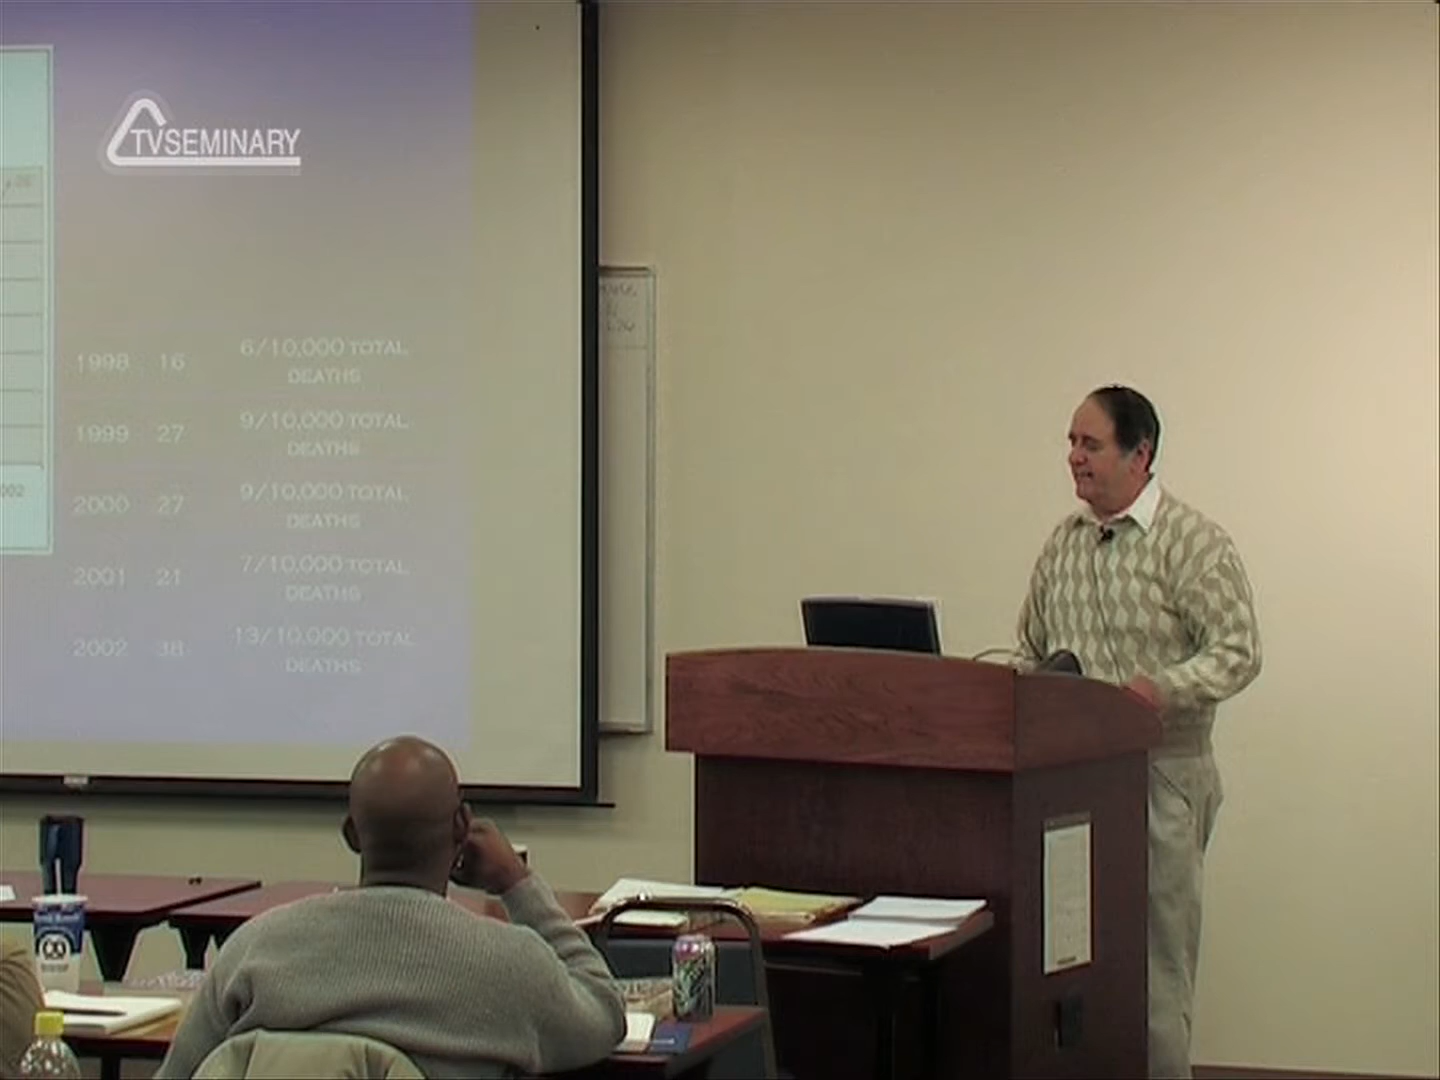 TVSEMINARY
1998 16 6/10,000 TOTAL
DEATHS
1999 27 9/10,000 TOTAL
DEATHS
2000 27 9/10,000 TOTAL
DEATHS
002
2001 21 7/10,000 TOTAL
DEATHS
2002 38 13/10,000 TOTAL
DEATHS